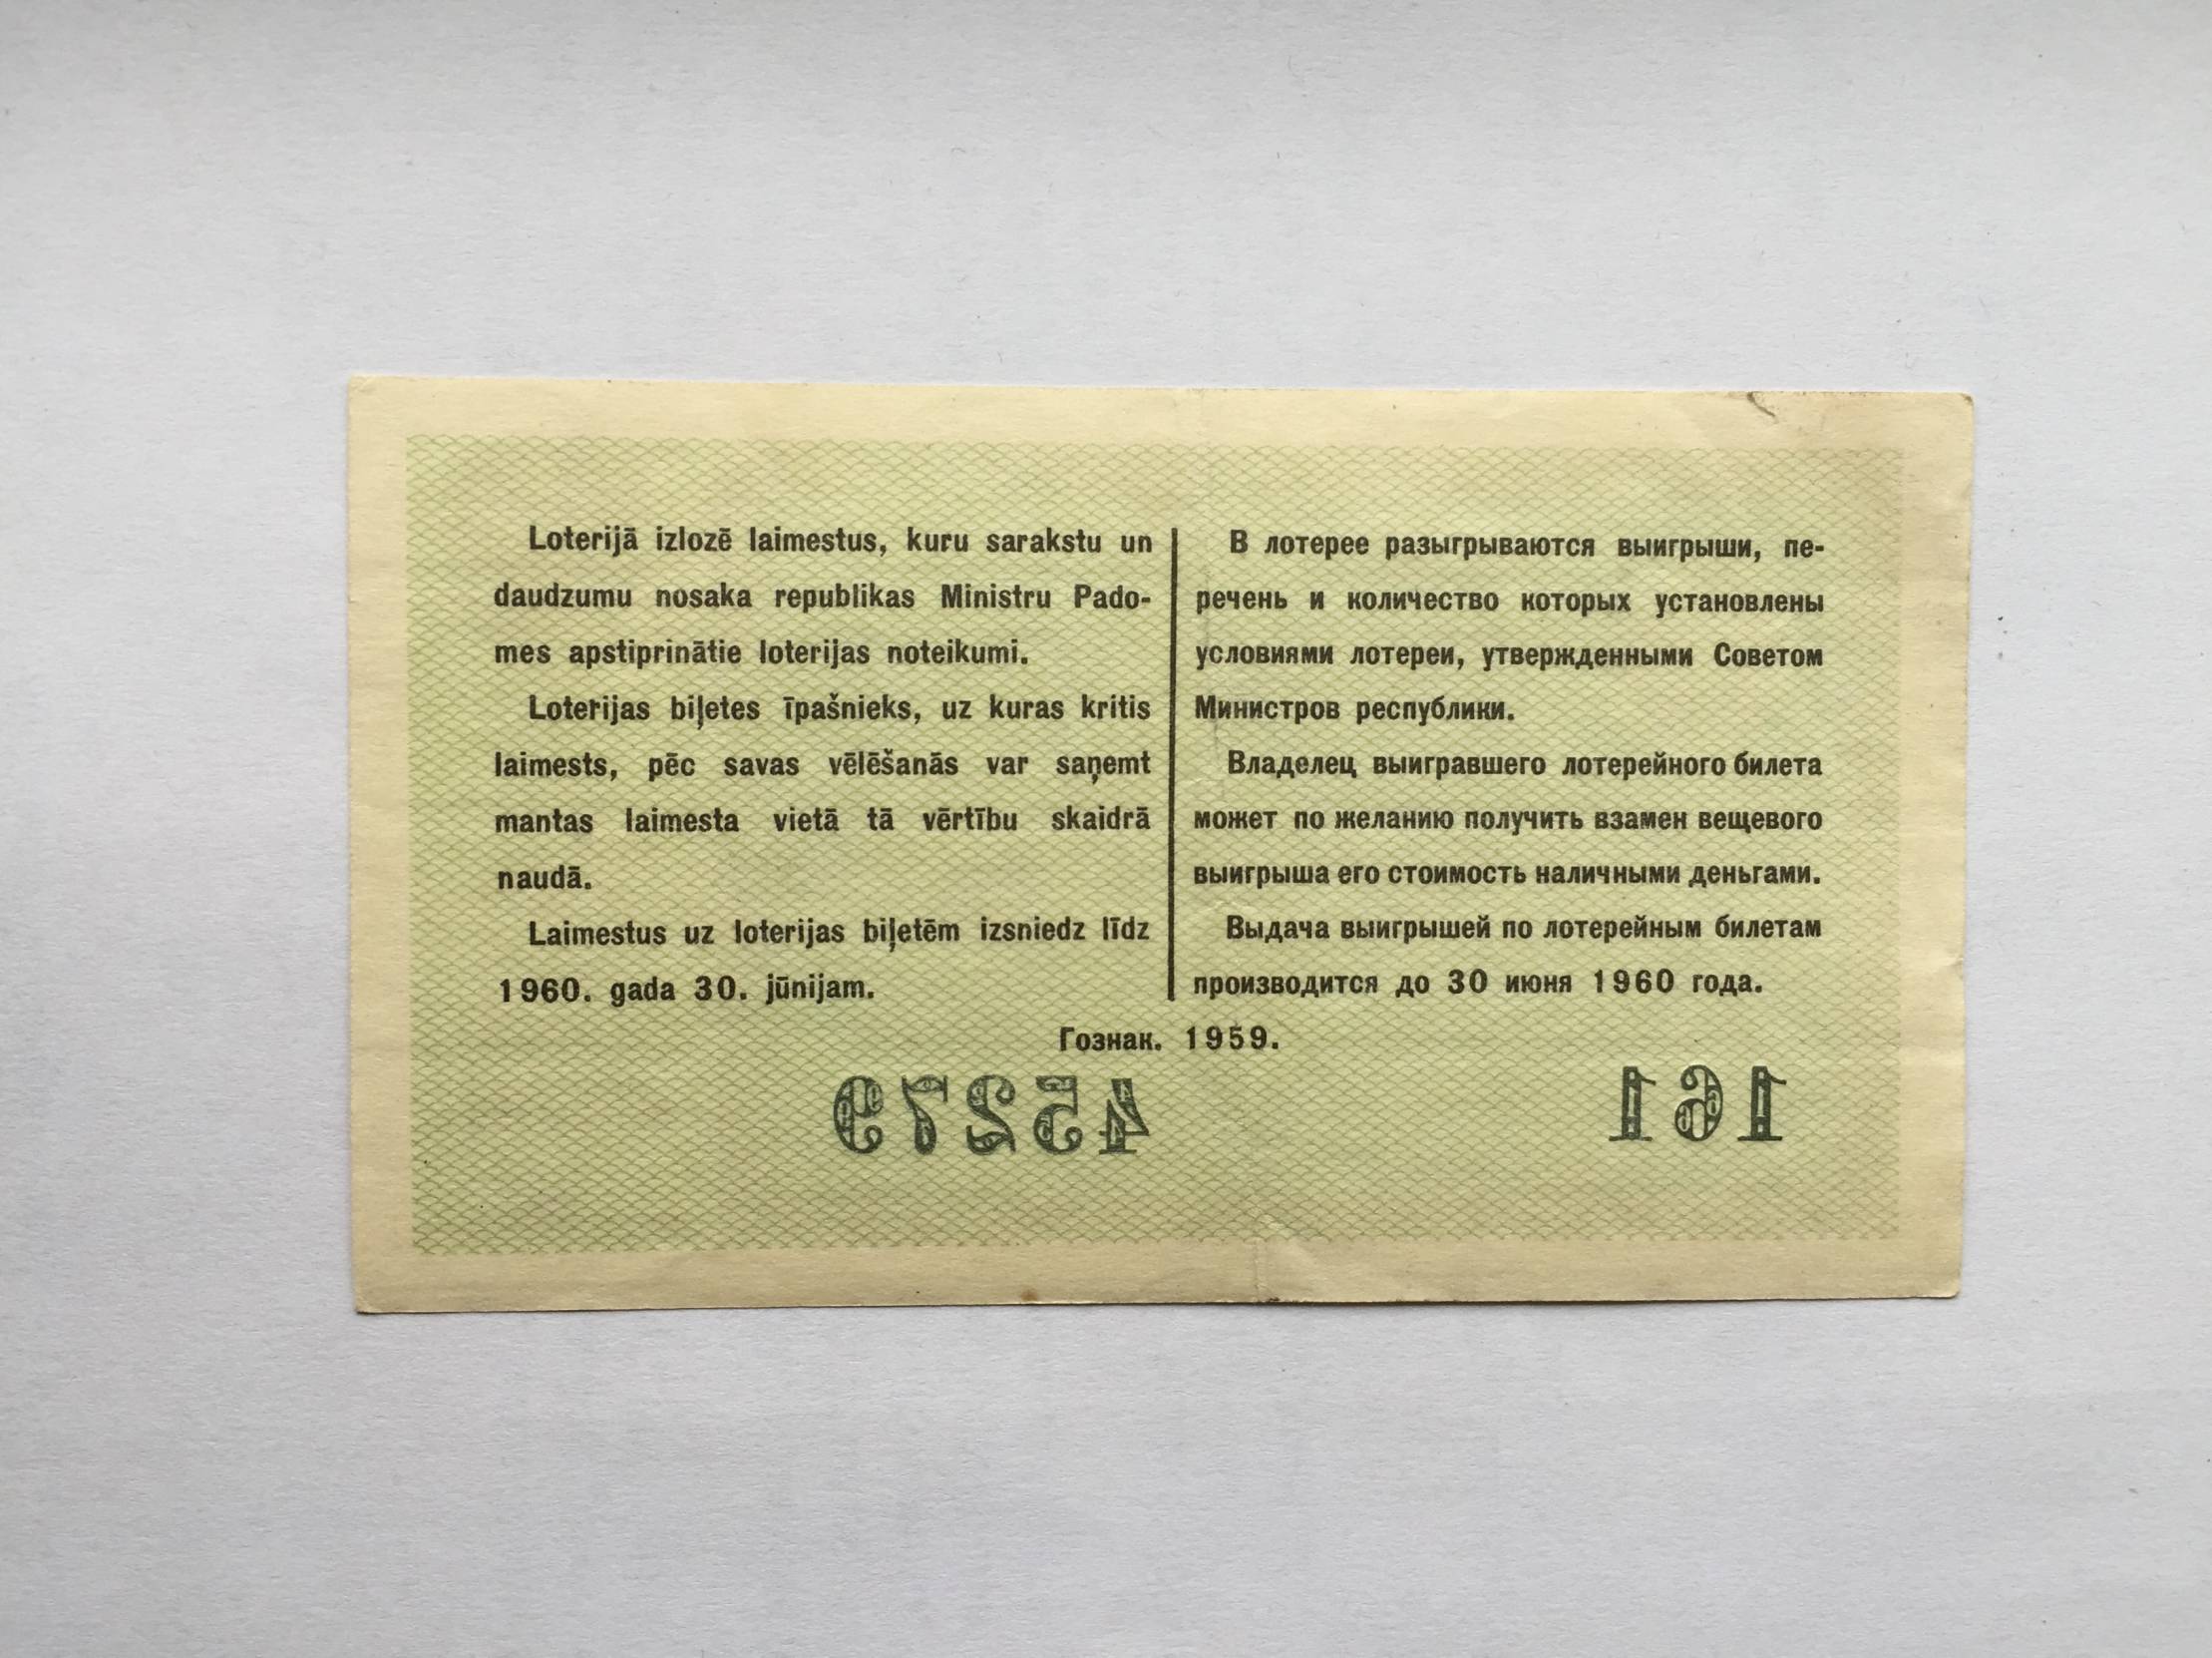 Loterijā izlozē laimestus, kuru sarakstu un
daudzumu nosaka republikas Ministru Pado-
mes apstiprinātie loterijas noteikumi.
Loterijas biļetes īpašnieks, uz kuras kritis
laimests, pēc savas vēlēšanās var saņemt
mantas laimesta vietā tā vērtību skaidrā
naudā.
Laimestus uz loterijas biļetēm izsniedz līdz
1960. gada 30. jūnijam.
В лотерее разыгрываются выигрыши, пе-
речень и количество которых установлены
условиями лотереи, утвержденными Советом
Министров республики.
Владелец выигравшего лотерейного билета
может по желанию получить взамен вещевого
выигрыша его стоимость наличными деньгами.
Выдача выигрышей по лотерейным билетам
производится до 30 июня 1960 года.
Гознак. 1959.
45279
161